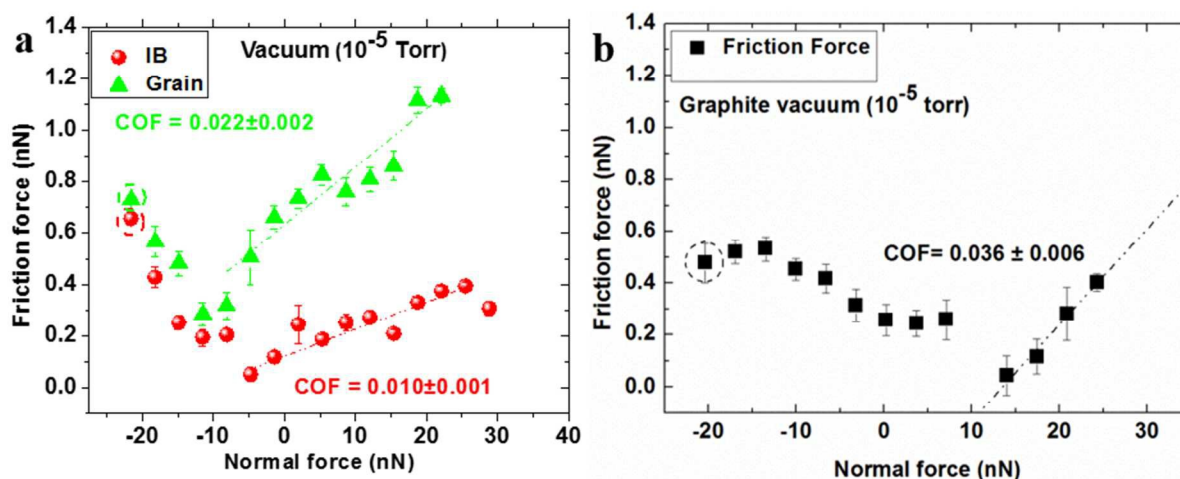 a
IB
Grain
Vacuum (10-5 Torr)
COF = 0.022±0.002
COF = 0.010±0.001
Friction force (nN)
1.4
1.2
1.0
0.8
0.6
0.4
0.2
0.0
-20 -10 0 10 20 30 40
Normal force (nN)
b
Friction Force
Graphite vacuum (10-5 torr)
COF= 0.036 ± 0.006
Friction force (nN)
1.4
1.2
1.0
0.8
0.6
0.4
0.2
0.0
-20 -10 0 10 20 30
Normal force (nN)